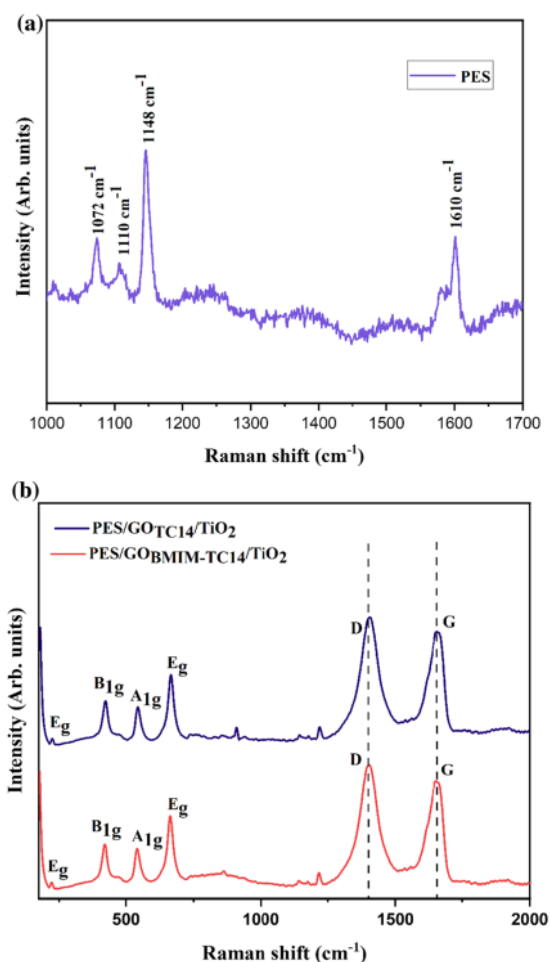 (a)
1072 cm-1
1110 cm-1
1148 cm-1
1610 cm-1
PES
Intensity (Arb. units)
1000 1100 1200 1300 1400 1500 1600 1700
Raman shift (cm-1)
(b)
PES/GOTC14/TiO2
PES/GOBMIM-TC14/TiO2
Intensity (Arb. units)
Eg
B1g
A1g
Eg
D
G
Eg
B1g
A1g
Eg
D
G
500 1000 1500 2000
Raman shift (cm-1)